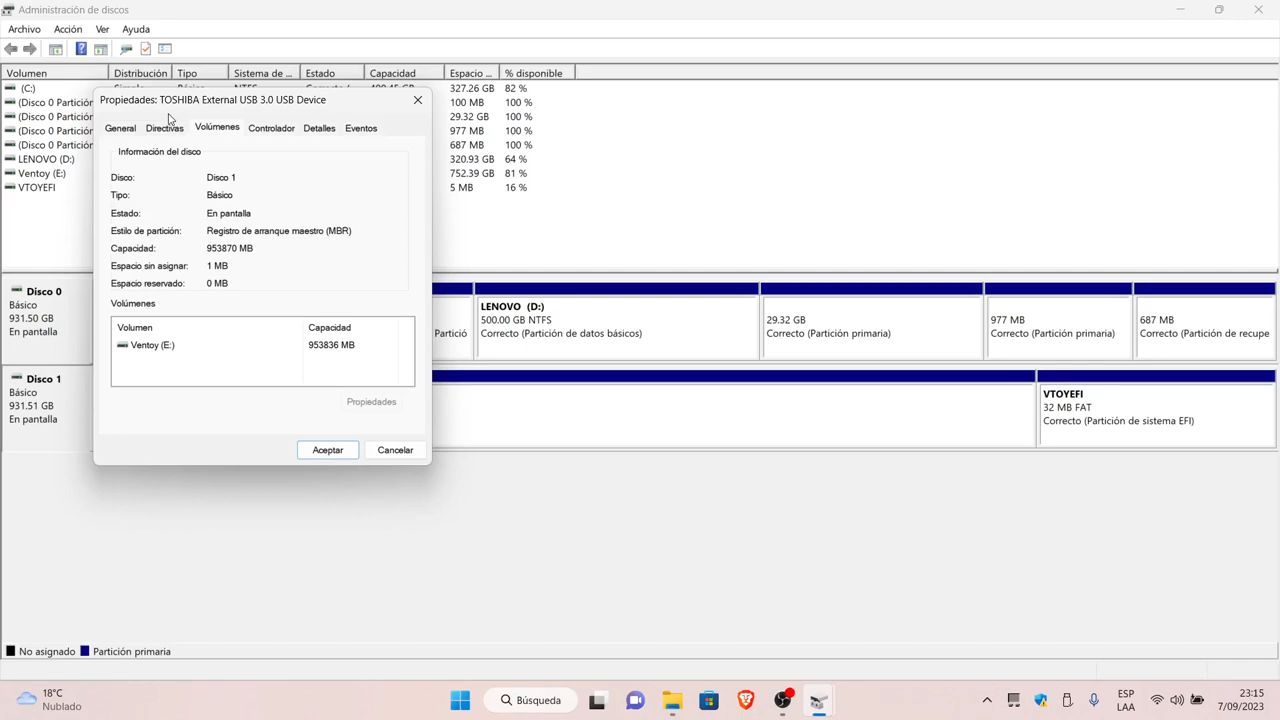 Administración de discos
Archivo Acción Ver Ayuda
Volumen Distribución Tipo Sistema de ... Estado Capacidad Espacio ... % disponible
(C:) 327.26 GB 82 %
(Disco 0 Partición 100 MB 100 %
(Disco 0 Partición 29.32 GB 100 %
(Disco 0 Partición 977 MB 100 %
(Disco 0 Partición 687 MB 100 %
LENOVO (D:) 320.93 GB 64 %
Ventoy (E:) 752.39 GB 81 %
VTOYEFI 5 MB 16 %
Propiedades: TOSHIBA External USB 3.0 USB Device
General Directivas Volúmenes Controlador Detalles Eventos
Información del disco
Disco: Disco 1
Tipo: Básico
Estado: En pantalla
Estilo de partición: Registro de arranque maestro (MBR)
Capacidad: 953870 MB
Espacio sin asignar: 1 MB
Espacio reservado: 0 MB
Volúmenes
Volumen Capacidad
Ventoy (E:) 953836 MB
Propiedades
Aceptar Cancelar
Disco 0
Básico
931.50 GB
En pantalla
Partició
LENOVO (D:)
500.00 GB NTFS
Correcto (Partición de datos básicos)
29.32 GB
Correcto (Partición primaria)
977 MB
Correcto (Partición primaria)
687 MB
Correcto (Partición de recupe
Disco 1
Básico
931.51 GB
En pantalla
VTOYEFI
32 MB FAT
Correcto (Partición de sistema EFI)
No asignado Partición primaria
18°C
Nublado
Búsqueda
ESP
LAA
23:15
7/09/2023